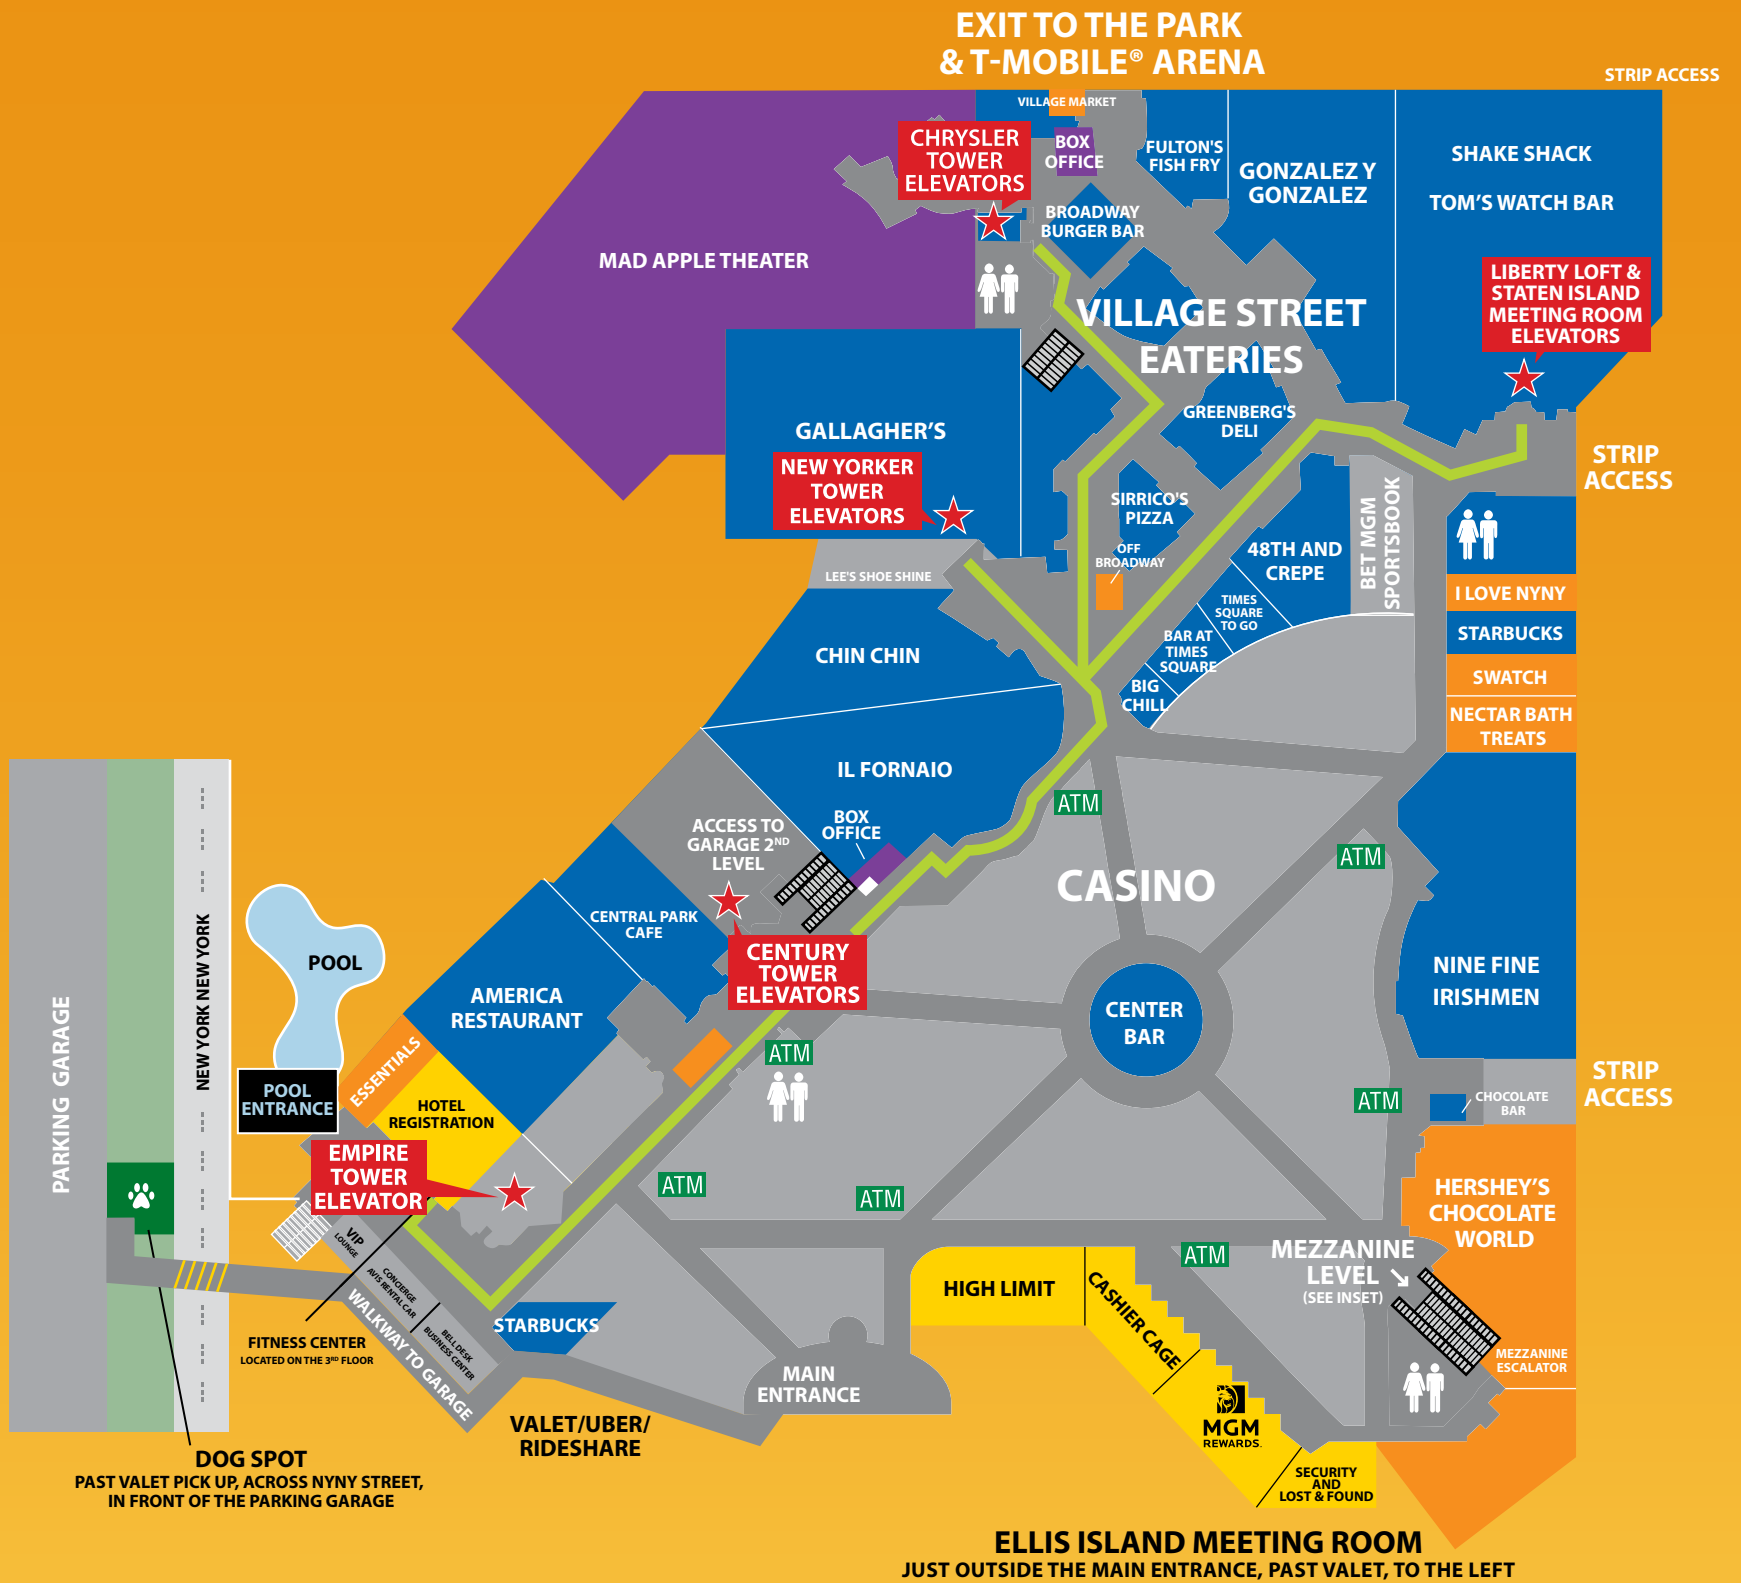 EXIT TO THE PARK
& T-MOBILE® ARENA
STRIP ACCESS
VILLAGE MARKET
CHRYSLER
TOWER
ELEVATORS
BOX
OFFICE
FULTON'S
FISH FRY
GONZALEZ Y
GONZALEZ
SHAKE SHACK
TOM'S WATCH BAR
BROADWAY
BURGER BAR
MAD APPLE THEATER
LIBERTY LOFT &
STATEN ISLAND
MEETING ROOM
ELEVATORS
VILLAGE STREET
EATERIES
GREENBERG'S
DELI
GALLAGHER'S
NEW YORKER
TOWER
ELEVATORS
STRIP
ACCESS
SIRRICO'S
PIZZA
BET MGM
SPORTSBOOK
OFF
BROADWAY
48TH AND
CREPE
LEE'S SHOE SHINE
I LOVE NYNY
TIMES
SQUARE
TO GO
STARBUCKS
BAR AT
TIMES
SQUARE
CHIN CHIN
SWATCH
BIG
CHILL
NECTAR BATH
TREATS
IL FORNAIO
ATM
BOX
OFFICE
ACCESS TO
GARAGE 2ND
LEVEL
ATM
CASINO
CENTRAL PARK
CAFE
CENTURY
TOWER
ELEVATORS
POOL
NEW YORK NEW YORK
PARKING GARAGE
AMERICA
RESTAURANT
CENTER
BAR
NINE FINE
IRISHMEN
ATM
ESSENTIALS
POOL
ENTRANCE
HOTEL
REGISTRATION
ATM
CHOCOLATE
BAR
STRIP
ACCESS
EMPIRE
TOWER
ELEVATOR
ATM
ATM
HERSHEY'S
CHOCOLATE
WORLD
VIP
LOUNGE
CONCIERGE
AVIS RENTAL CAR
BELL DESK
BUSINESS CENTER
WALKWAY TO GARAGE
ATM
MEZZANINE
LEVEL
(SEE INSET)
HIGH LIMIT
CASHIER CAGE
STARBUCKS
FITNESS CENTER
LOCATED ON THE 3RD FLOOR
MEZZANINE
ESCALATOR
MAIN
ENTRANCE
MGM
REWARDS.
VALET/UBER/
RIDESHARE
DOG SPOT
PAST VALET PICK UP, ACROSS NYNY STREET,
IN FRONT OF THE PARKING GARAGE
SECURITY
AND
LOST & FOUND
ELLIS ISLAND MEETING ROOM
JUST OUTSIDE THE MAIN ENTRANCE, PAST VALET, TO THE LEFT